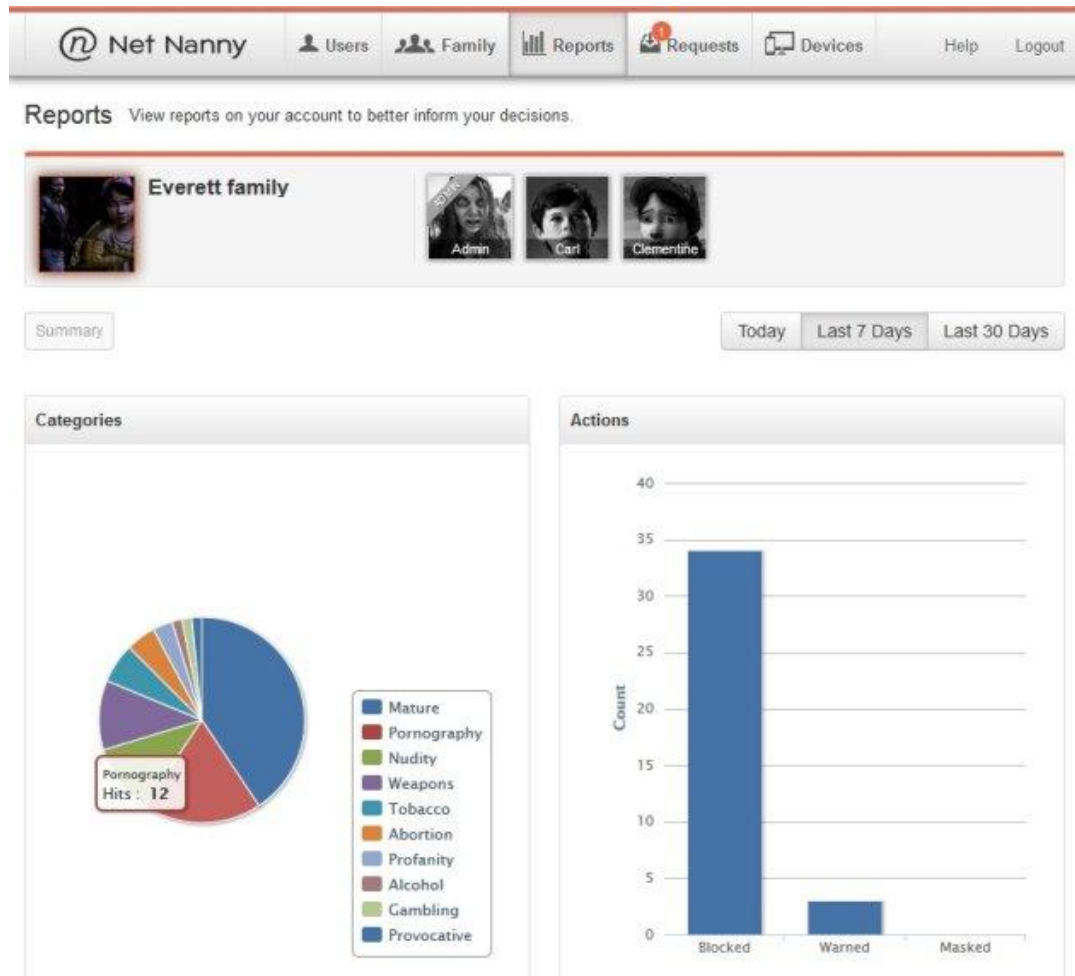 Net Nanny
Users
Family
Reports
1
Requests
Devices
Help
Logout
Reports View reports on your account to better inform your decisions.
Everett family
ADMIN
Admin
Carl
Clementine
Summary
Today
Last 7 Days
Last 30 Days
Categories
Pornography
Hits : 12
Mature
Pornography
Nudity
Weapons
Tobacco
Abortion
Profanity
Alcohol
Gambling
Provocative
Actions
Count
40
35
30
25
20
15
10
5
0
Blocked
Warned
Masked